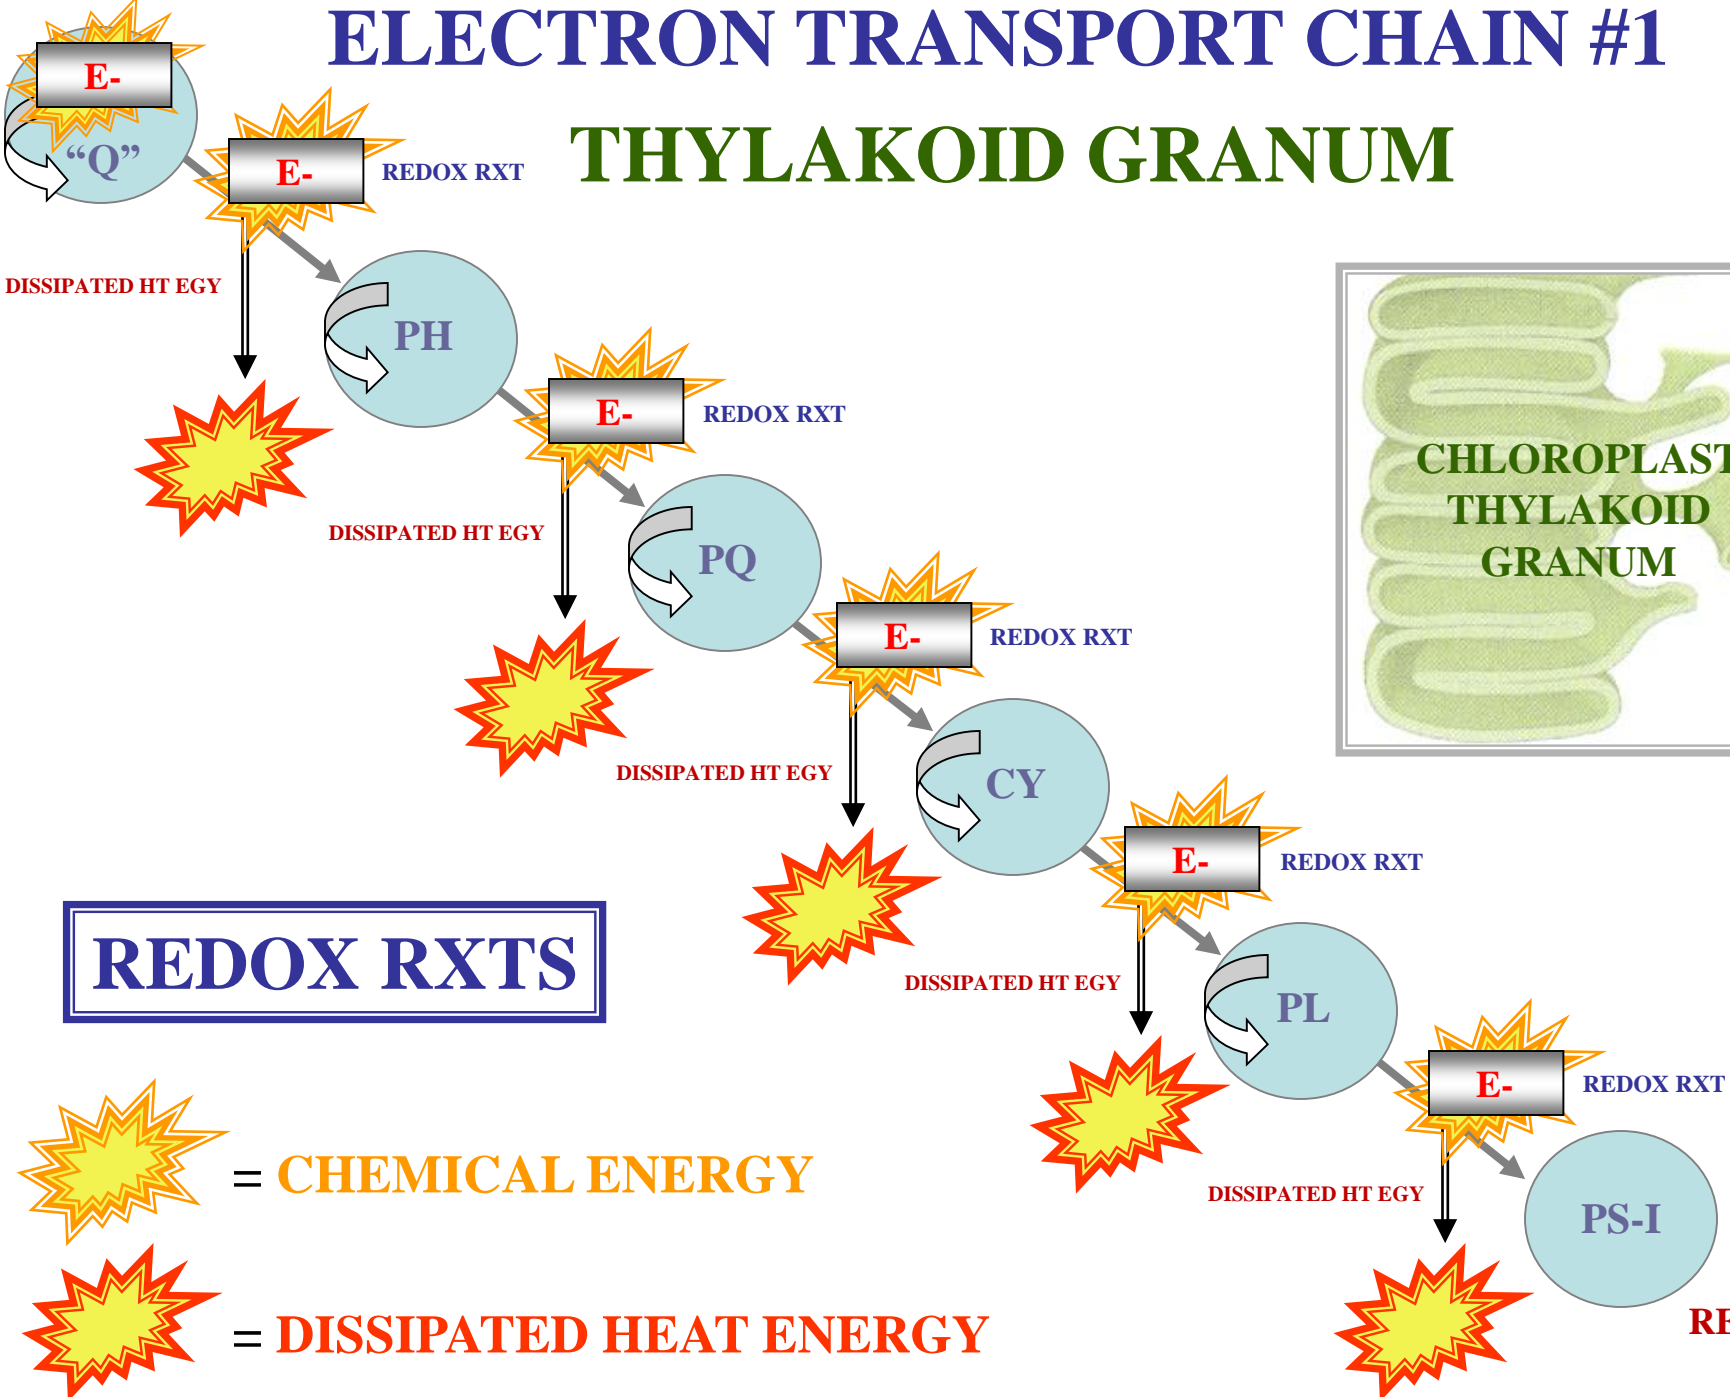 ELECTRON TRANSPORT CHAIN #1
THYLAKOID GRANUM
E-
“Q”
E-
REDOX RXT
DISSIPATED HT EGY
PH
E-
REDOX RXT
DISSIPATED HT EGY
PQ
E-
REDOX RXT
DISSIPATED HT EGY
CY
E-
REDOX RXT
DISSIPATED HT EGY
PL
E-
REDOX RXT
DISSIPATED HT EGY
PS-I
CHLOROPLAST
THYLAKOID
GRANUM
REDOX RXTS
= CHEMICAL ENERGY
= DISSIPATED HEAT ENERGY